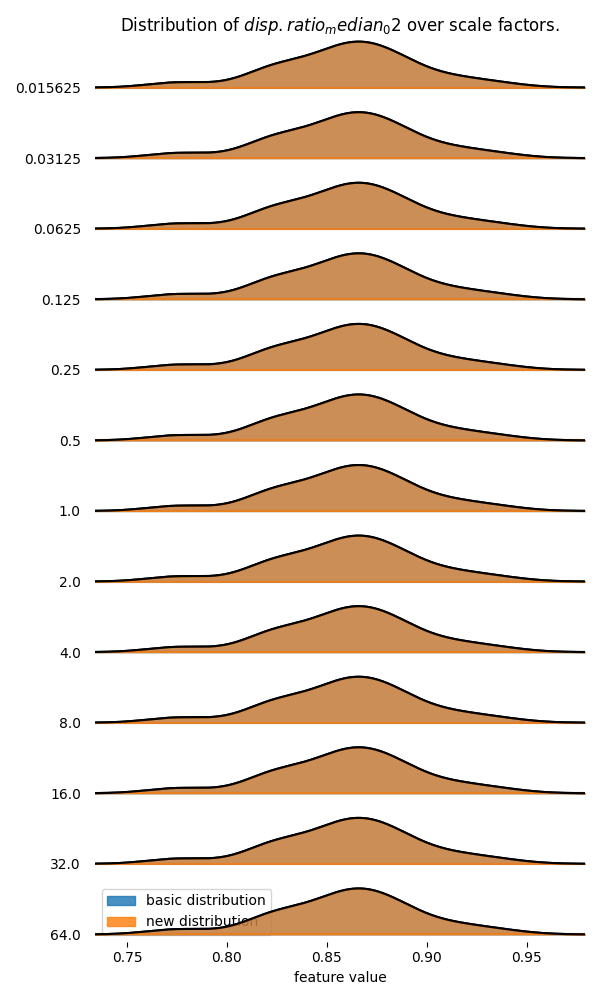 Distribution of disp.ratio_median_02 over scale factors.
0.015625
0.03125
0.0625
0.125
0.25
0.5
1.0
2.0
4.0
8.0
16.0
32.0
64.0
basic distribution
new distribution
0.75 0.80 0.85 0.90 0.95
feature value